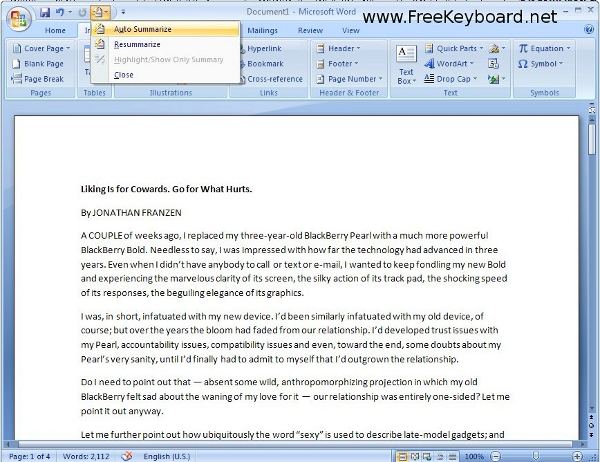 Document1 - Microsoft Word
www.FreeKeyboard.net
Home
Mailings
Review
View
Auto Summarize
Resummarize
Highlight/Show Only Summary
Close
Cover Page
Blank Page
Page Break
Pages
Illustrations
Hyperlink
Bookmark
Cross-reference
Links
Header
Footer
Page Number
Header & Footer
Text
Box
Quick Parts
WordArt
Drop Cap
Text
Equation
Symbol
Symbols
Liking Is for Cowards. Go for What Hurts.
By JONATHAN FRANZEN
A COUPLE of weeks ago, I replaced my three-year-old BlackBerry Pearl with a much more powerful
BlackBerry Bold. Needless to say, I was impressed with how far the technology had advanced in three
years. Even when I didn't have anybody to call or text or e-mail, I wanted to keep fondling my new Bold
and experiencing the marvelous clarity of its screen, the silky action of its track pad, the shocking speed
of its responses, the beguiling elegance of its graphics.
I was, in short, infatuated with my new device. I'd been similarly infatuated with my old device, of
course; but over the years the bloom had faded from our relationship. I'd developed trust issues with
my Pearl, accountability issues, compatibility issues and even, toward the end, some doubts about my
Pearl's very sanity, until I'd finally had to admit to myself that I'd outgrown the relationship.
Do I need to point out that — absent some wild, anthropomorphizing projection in which my old
BlackBerry felt sad about the waning of my love for it — our relationship was entirely one-sided? Let me
point it out anyway.
Let me further point out how ubiquitously the word "sexy" is used to describe late-model gadgets; and
Page: 1 of 4
Words: 2,112
English (U.S.)
100%